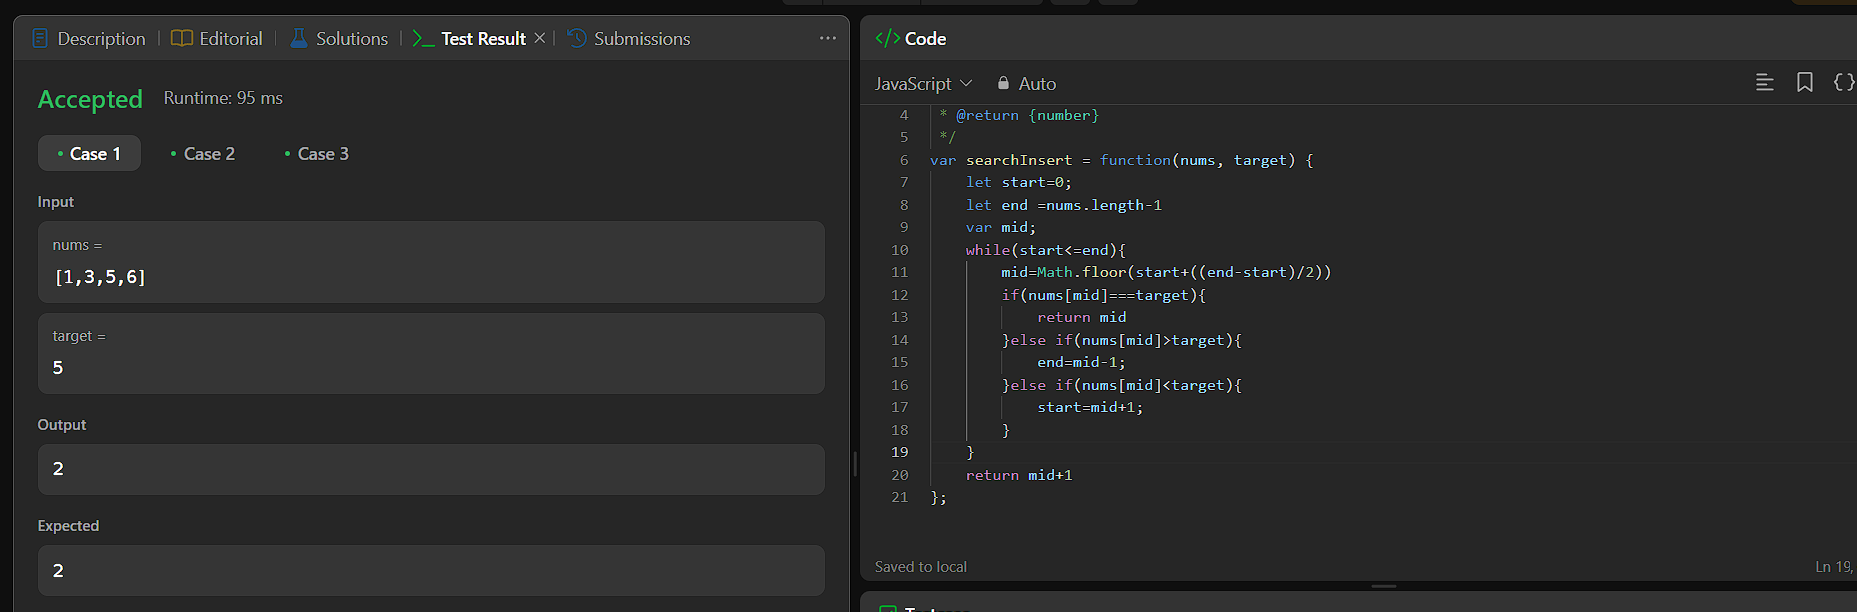 Description | Editorial | Solutions | Test Result × | Submissions
Accepted Runtime: 95 ms
Case 1 Case 2 Case 3
Input
nums =
[1,3,5,6]
target =
5
Output
2
Expected
2
</> Code
JavaScript Auto
4 * @return {number}
5 */
6 var searchInsert = function(nums, target) {
7 let start=0;
8 let end =nums.length-1
9 var mid;
10 while(start<=end){
11 mid=Math.floor(start+((end-start)/2))
12 if(nums[mid]===target){
13 return mid
14 }else if(nums[mid]>target){
15 end=mid-1;
16 }else if(nums[mid]<target){
17 start=mid+1;
18 }
19 }
20 return mid+1
21 };
Saved to local Ln 19,